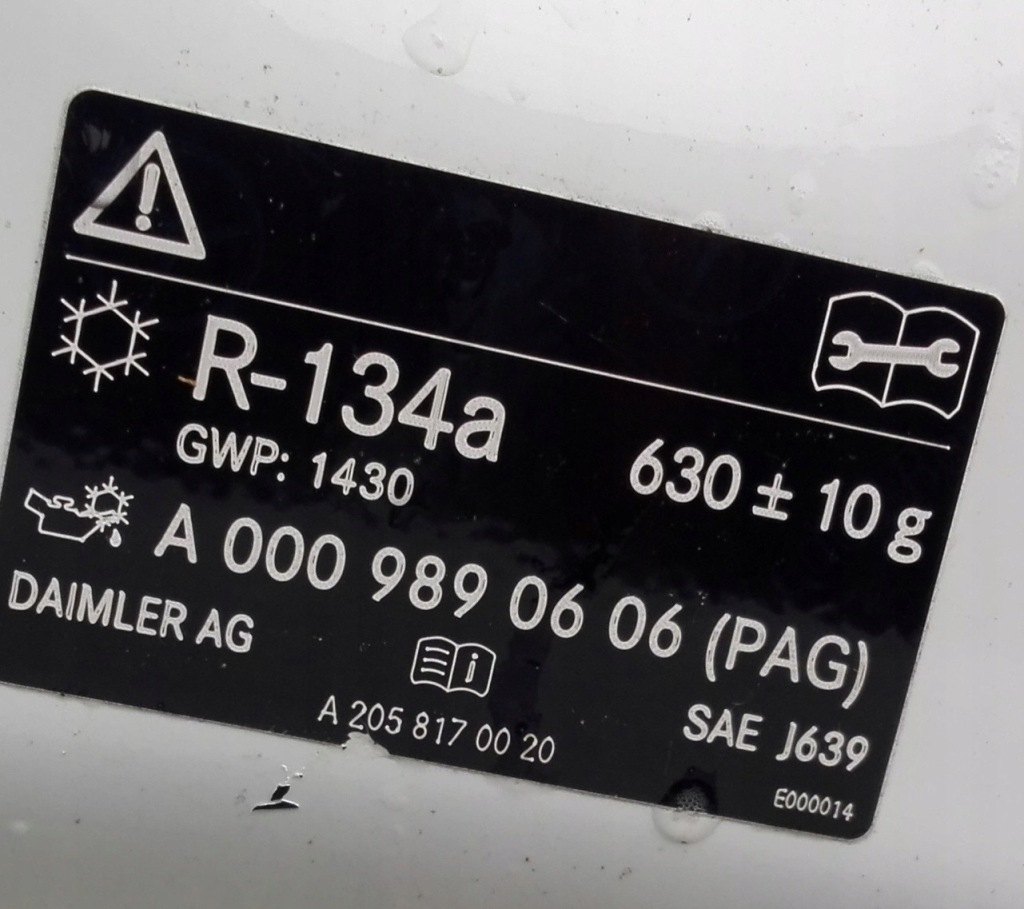 R-134a
GWP: 1430
630 ± 10 g
A 000 989 06 06 (PAG)
DAIMLER AG
A 205 817 00 20
SAE J639
E000014